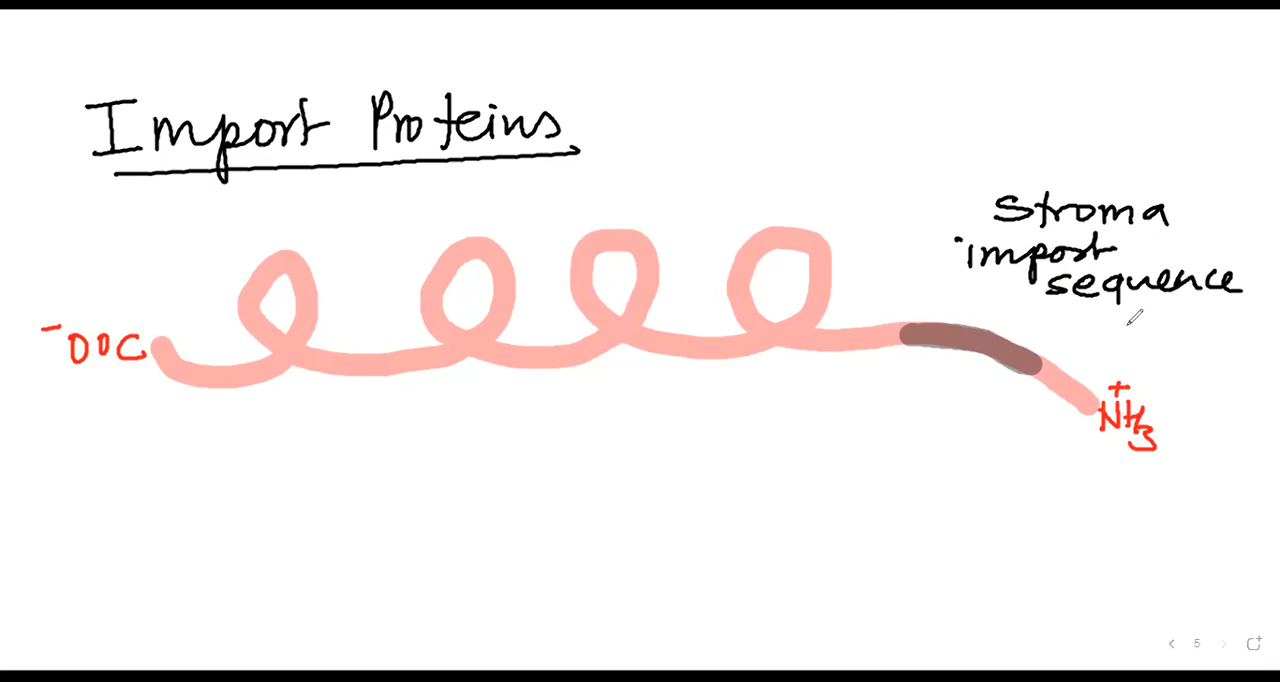 Import Proteins
Stroma
import
sequence
-OOC
+NH3
5